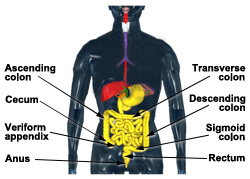 Ascending
colon
Cecum
Veriform
appendix
Anus
Transverse
colon
Descending
colon
Sigmoid
colon
Rectum